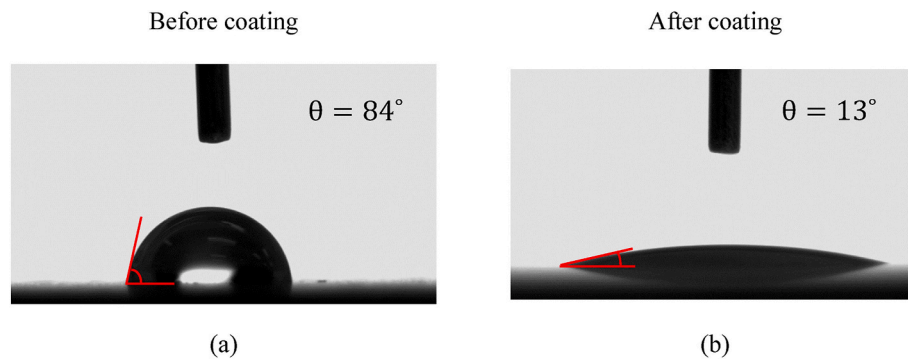 Before coating
After coating
θ = 84°
θ = 13°
(a)
(b)